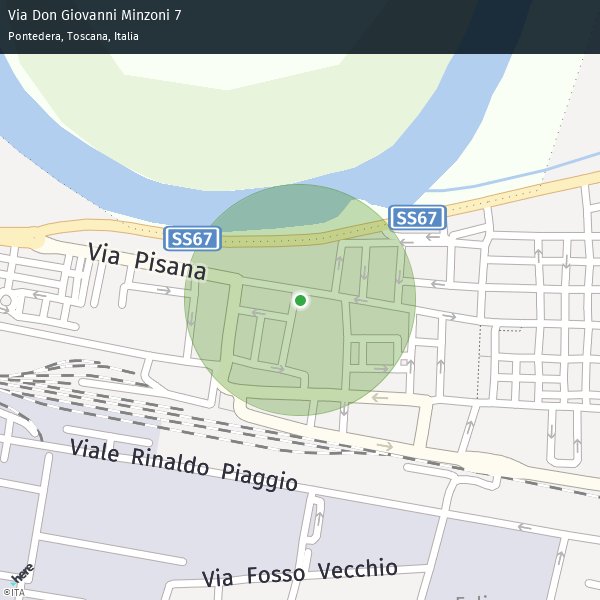 Via Don Giovanni Minzoni 7
Pontedera, Toscana, Italia
SS67
SS67
Via Pisana
Viale Rinaldo Piaggio
Via Fosso Vecchio
here
©ITA